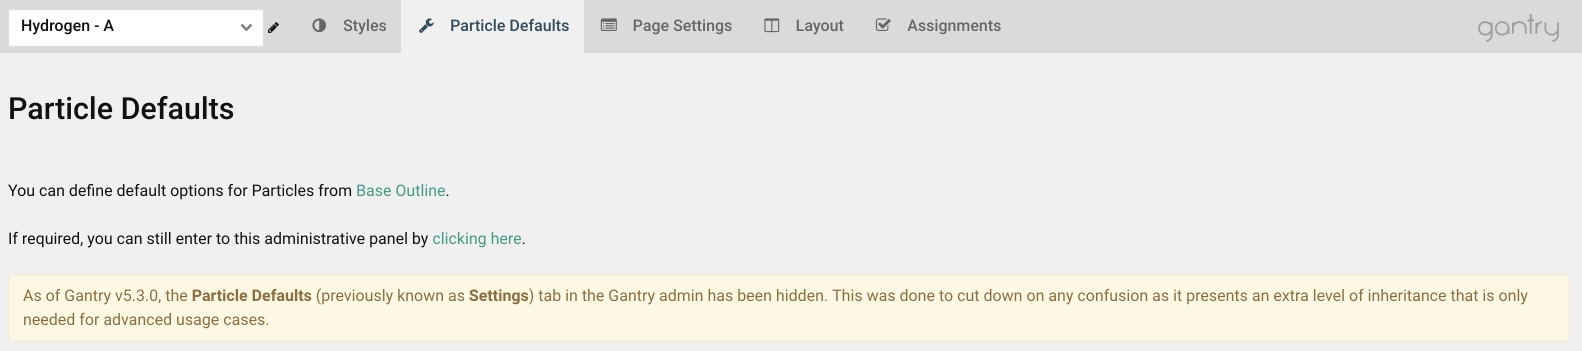 Hydrogen - A
Styles
Particle Defaults
Page Settings
Layout
Assignments
gantry
Particle Defaults
You can define default options for Particles from Base Outline.
If required, you can still enter to this administrative panel by clicking here.
As of Gantry v5.3.0, the Particle Defaults (previously known as Settings) tab in the Gantry admin has been hidden. This was done to cut down on any confusion as it presents an extra level of inheritance that is only
needed for advanced usage cases.